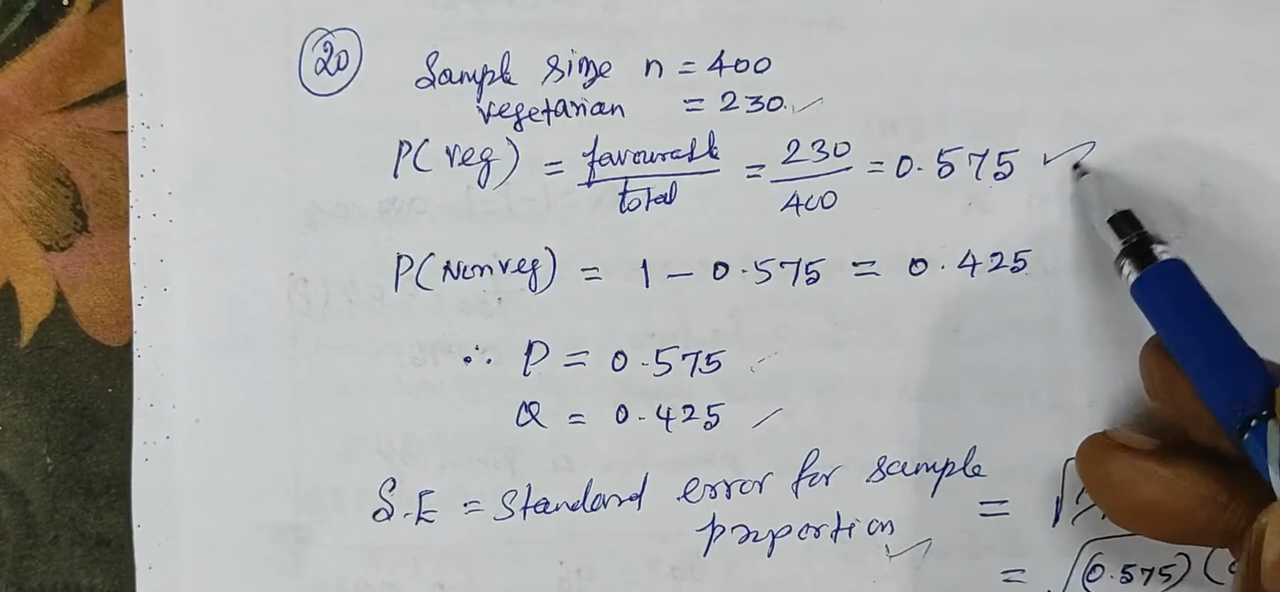 20 Sample size n = 400
vegetarian = 230
P(veg) = favourable/total = 230/400 = 0.575
P(Nonveg) = 1 - 0.575 = 0.425
∴ P = 0.575
Q = 0.425
S.E = Standard error for sample proportion = √
= √(0.575)(